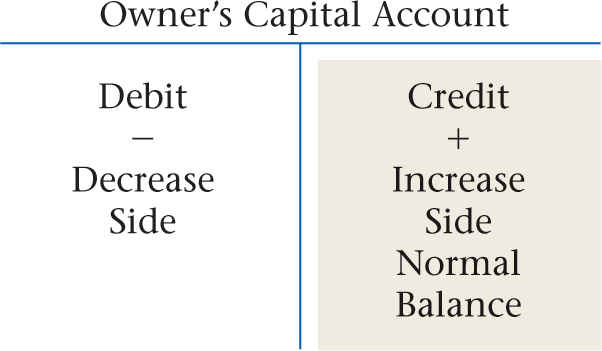 Owner’s Capital Account
Debit
–
Decrease
Side
Credit
+
Increase
Side
Normal
Balance